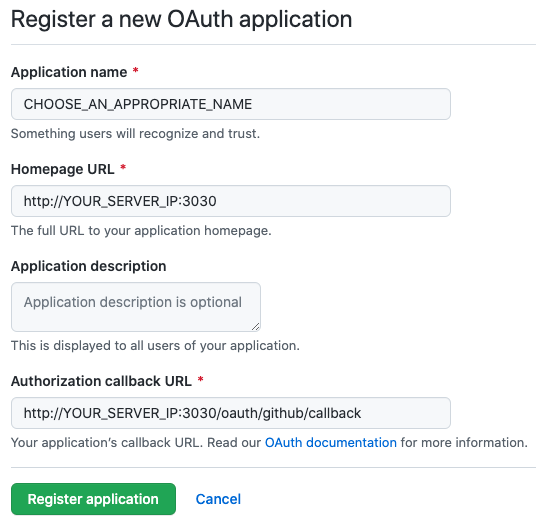 Register a new OAuth application
Application name *
CHOOSE_AN_APPROPRIATE_NAME
Something users will recognize and trust.
Homepage URL *
http://YOUR_SERVER_IP:3030
The full URL to your application homepage.
Application description
Application description is optional
This is displayed to all users of your application.
Authorization callback URL *
http://YOUR_SERVER_IP:3030/oauth/github/callback
Your application’s callback URL. Read our OAuth documentation for more information.
Register application Cancel